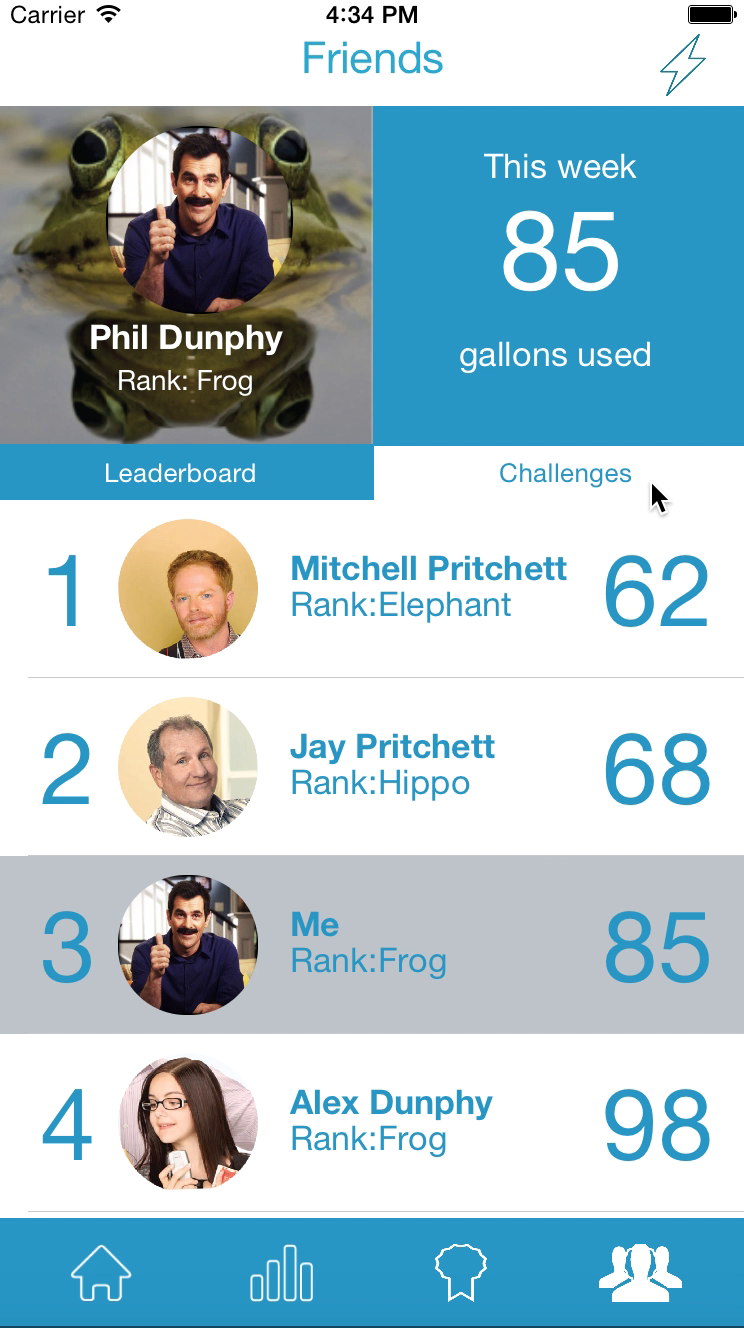 Carrier 4:34 PM
Friends
Phil Dunphy
Rank: Frog
This week
85
gallons used
Leaderboard
Challenges
1
Mitchell Pritchett
Rank:Elephant
62
2
Jay Pritchett
Rank:Hippo
68
3
Me
Rank:Frog
85
4
Alex Dunphy
Rank:Frog
98